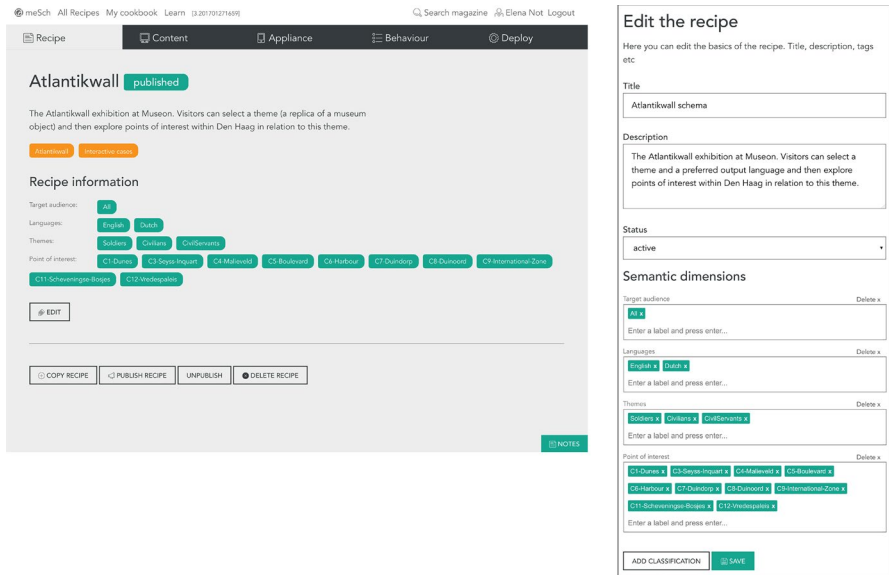 meSch All Recipes My cookbook Learn [3.201701271659] Search magazine Elena Not Logout
Recipe Content Appliance Behaviour Deploy
Atlantikwall published
The Atlantikwall exhibition at Museon. Visitors can select a theme (a replica of a museum
object) and then explore points of interest within Den Haag in relation to this theme.
Atlantikwall interactive cases
Recipe information
Target audience: All
Languages: English Dutch
Themes: Soldiers Civilians CivilServants
Point of interest: C1-Dunes C3-Seyss-Inquart C4-Malieveld C5-Boulevard C6-Harbour C7-Duindorp C8-Duinoord C9-International-Zone
C11-Scheveningse-Bosjes C12-Vredespaleis
EDIT
COPY RECIPE PUBLISH RECIPE UNPUBLISH DELETE RECIPE
NOTES
Edit the recipe
Here you can edit the basics of the recipe. Title, description, tags
etc
Title
Atlantikwall schema
Description
The Atlantikwall exhibition at Museon. Visitors can select a
theme and a preferred output language and then explore
points of interest within Den Haag in relation to this theme.
Status
active
Semantic dimensions
Target audience Delete x
All x
Enter a label and press enter...
Languages Delete x
English x Dutch x
Enter a label and press enter...
Themes Delete x
Soldiers x Civilians x CivilServants x
Enter a label and press enter...
Point of interest Delete x
C1-Dunes x C3-Seyss-Inquart x C4-Malieveld x C5-Boulevard x
C6-Harbour x C7-Duindorp x C8-Duinoord x C9-International-Zone x
C11-Scheveningse-Bosjes x C12-Vredespaleis x
Enter a label and press enter...
ADD CLASSIFICATION SAVE